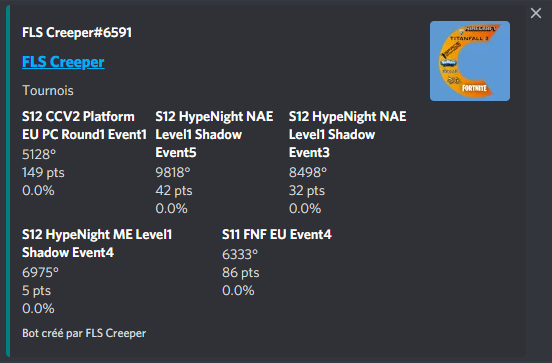 FLS Creeper#6591
FLS Creeper
Tournois
S12 CCV2 Platform
EU PC Round1 Event1
5128°
149 pts
0.0%
S12 HypeNight NAE
Level1 Shadow
Event5
9818°
42 pts
0.0%
S12 HypeNight NAE
Level1 Shadow
Event3
8498°
32 pts
0.0%
S12 HypeNight ME Level1
Shadow Event4
6975°
5 pts
0.0%
S11 FNF EU Event4
6333°
86 pts
0.0%
Bot créé par FLS Creeper
MINECRAFT
TITANFALL 2
FORTNITE